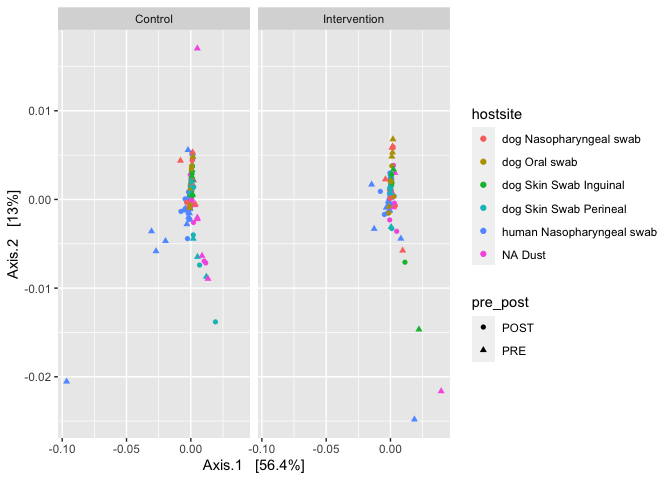 Control
Intervention
0.01
0.00
-0.01
-0.02
Axis.2 [13%]
-0.10
-0.05
0.00
-0.10
-0.05
0.00
Axis.1 [56.4%]
hostsite
dog Nasopharyngeal swab
dog Oral swab
dog Skin Swab Inguinal
dog Skin Swab Perineal
human Nasopharyngeal swab
NA Dust
pre_post
POST
PRE